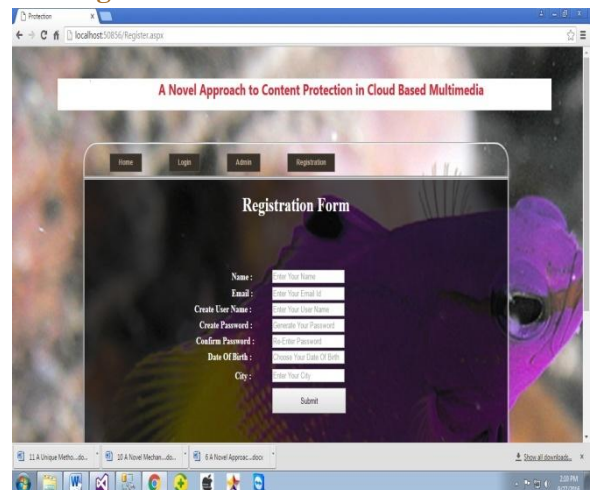 Protection
localhost:50856/Register.aspx
A Novel Approach to Content Protection in Cloud Based Multimedia
Home Login Admin Registration
Registration Form
Name : Enter Your Name
Email : Enter Your Email Id
Create User Name : Enter Your User Name
Create Password : Generate Your Password
Confirm Password : Re-Enter Password
Date Of Birth : Choose Your Date Of Birth
City : Enter Your City
Submit
11 A Unique Metho...do... 10 A Novel Mechan...do... 6 A Novel Approac...docx Show all downloads...
2:00 PM